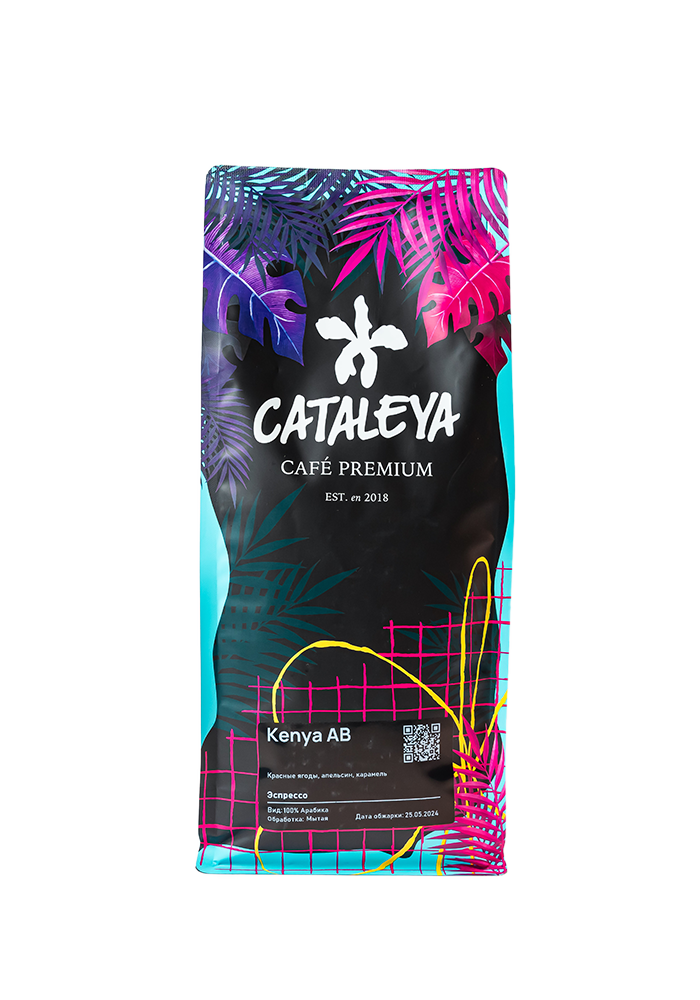 CATALEYA
CAFÉ PREMIUM
EST. en 2018
Kenya AB
Красные ягоды, апельсин, карамель
Эспрессо
Вид: 100% Арабика
Обработка: Мытая
Дата обжарки: 25.05.2024